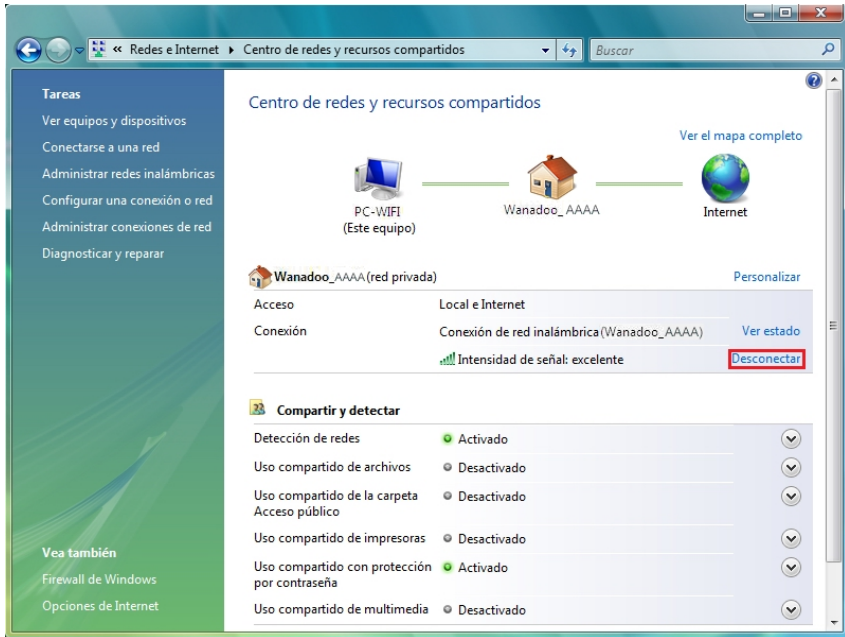 « Redes e Internet ▸ Centro de redes y recursos compartidos
Buscar
Tareas
Ver equipos y dispositivos
Conectarse a una red
Administrar redes inalámbricas
Configurar una conexión o red
Administrar conexiones de red
Diagnosticar y reparar
Vea también
Firewall de Windows
Opciones de Internet
Centro de redes y recursos compartidos
Ver el mapa completo
PC-WIFI
(Este equipo)
Wanadoo_ AAAA
Internet
Wanadoo_AAAA (red privada)
Personalizar
Acceso Local e Internet
Conexión Conexión de red inalámbrica (Wanadoo_AAAA) Ver estado
Intensidad de señal: excelente Desconectar
Compartir y detectar
Detección de redes Activado
Uso compartido de archivos Desactivado
Uso compartido de la carpeta Desactivado
Acceso público
Uso compartido de impresoras Desactivado
Uso compartido con protección Activado
por contraseña
Uso compartido de multimedia Desactivado